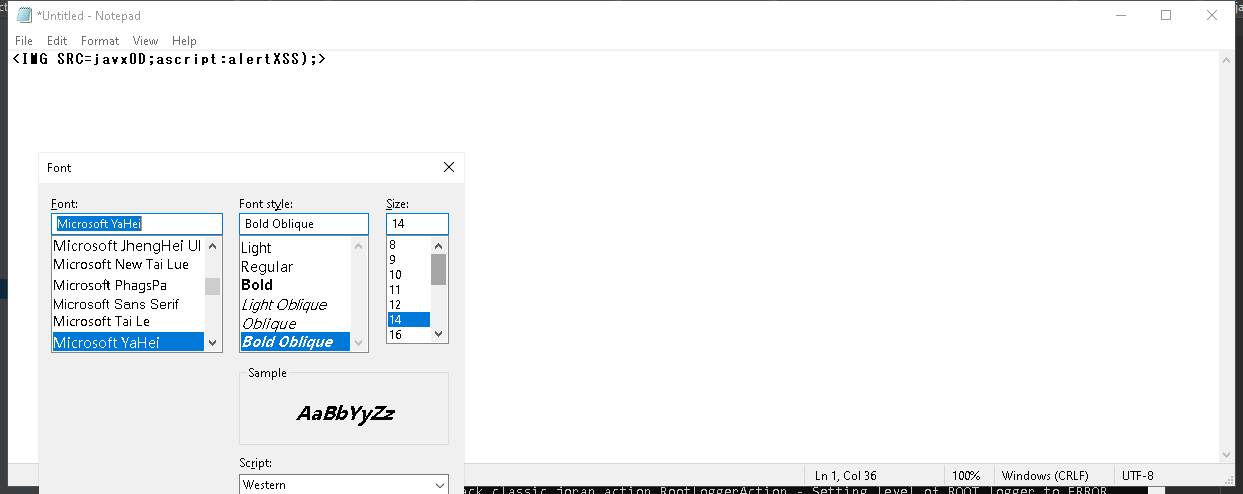 *Untitled - Notepad
File Edit Format View Help
<IMG SRC=javx0D;ascript:alertXSS);>
Font
Font: Font style: Size:
Microsoft YaHei Bold Oblique 14
Microsoft JhengHei UI Light 8
Microsoft New Tai Lue Regular 9
Microsoft PhagsPa Bold 10
Microsoft Sans Serif Light Oblique 11
Microsoft Tai Le Oblique 12
Microsoft YaHei Bold Oblique 14
16
Sample
AaBbYyZz
Script:
Western
Ln 1, Col 36 100% Windows (CRLF) UTF-8
ack.classic.joran.action.RootLoggerAction - Setting level of ROOT logger to ERROR